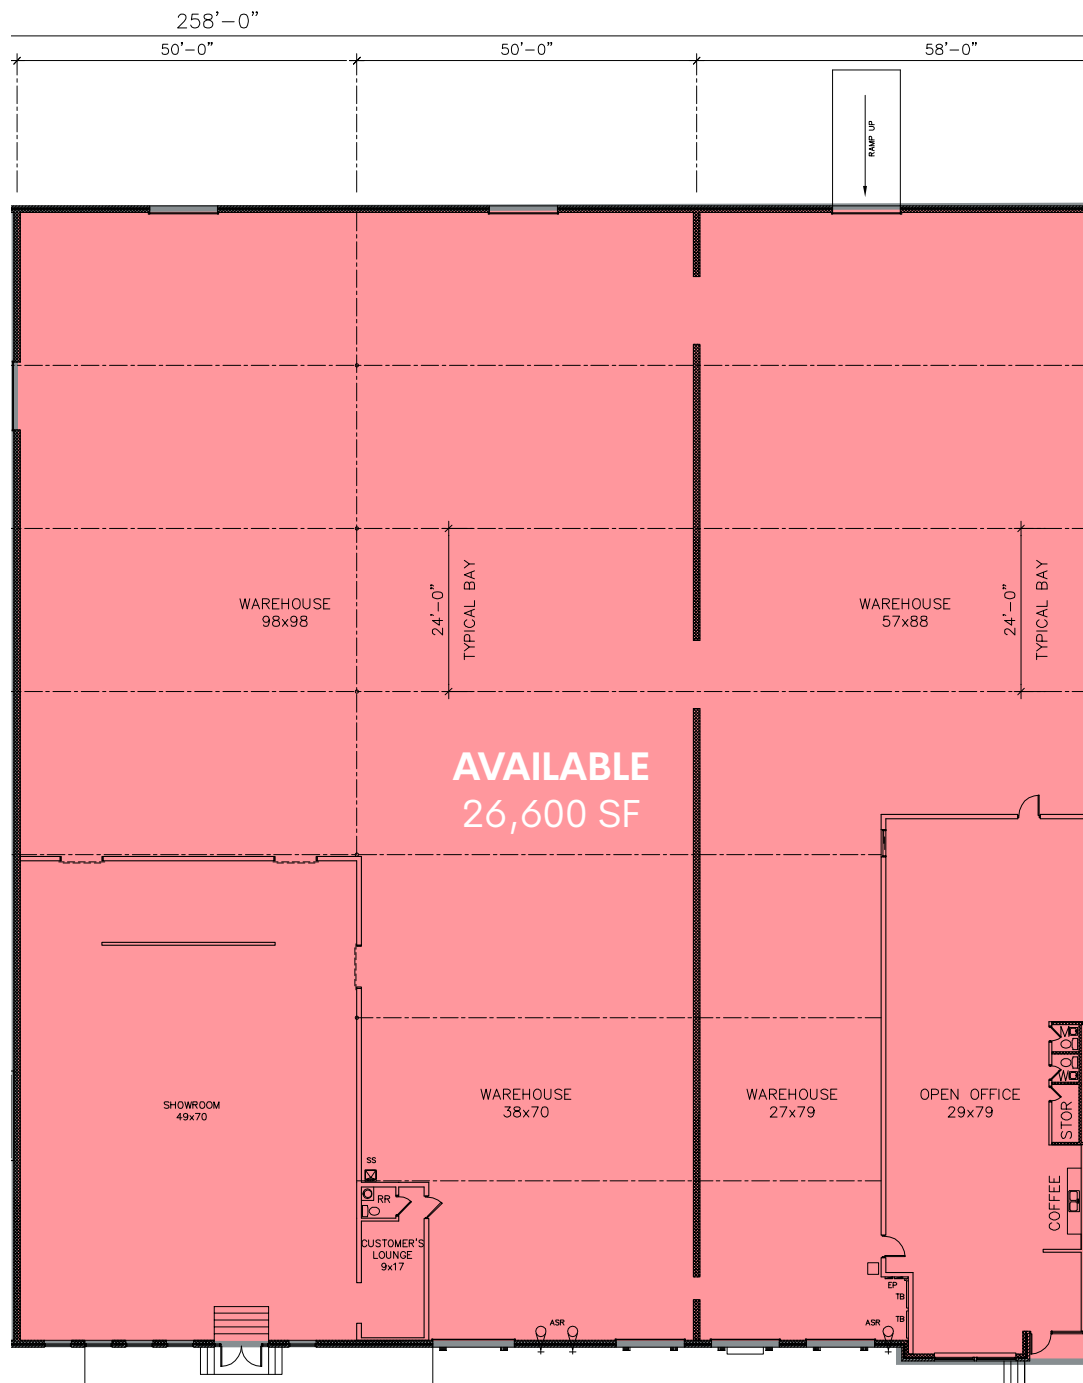 258'-0"
50'-0"
50'-0"
58'-0"
RAMP UP
WAREHOUSE
98x98
24'-0"
TYPICAL BAY
WAREHOUSE
57x88
24'-0"
TYPICAL BAY
AVAILABLE
26,600 SF
M
W
SHOWROOM
49x70
WAREHOUSE
38x70
WAREHOUSE
27x79
OPEN OFFICE
29x79
STOR
SS
RR
COFFEE
CUSTOMER'S
LOUNGE
9x17
EP
TB
TB
ASR
ASR